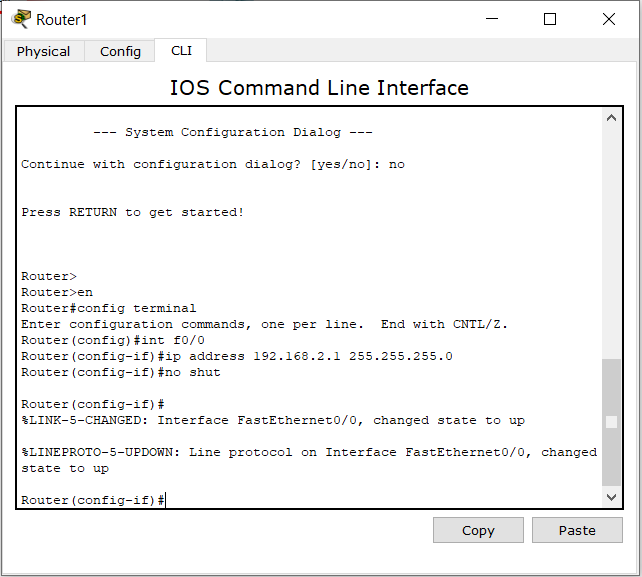 Router1
Physical Config CLI
IOS Command Line Interface
--- System Configuration Dialog ---
Continue with configuration dialog? [yes/no]: no
Press RETURN to get started!
Router>
Router>en
Router#config terminal
Enter configuration commands, one per line.  End with CNTL/Z.
Router(config)#int f0/0
Router(config-if)#ip address 192.168.2.1 255.255.255.0
Router(config-if)#no shut
Router(config-if)#
%LINK-5-CHANGED: Interface FastEthernet0/0, changed state to up
%LINEPROTO-5-UPDOWN: Line protocol on Interface FastEthernet0/0, changed
state to up
Router(config-if)#
Copy Paste